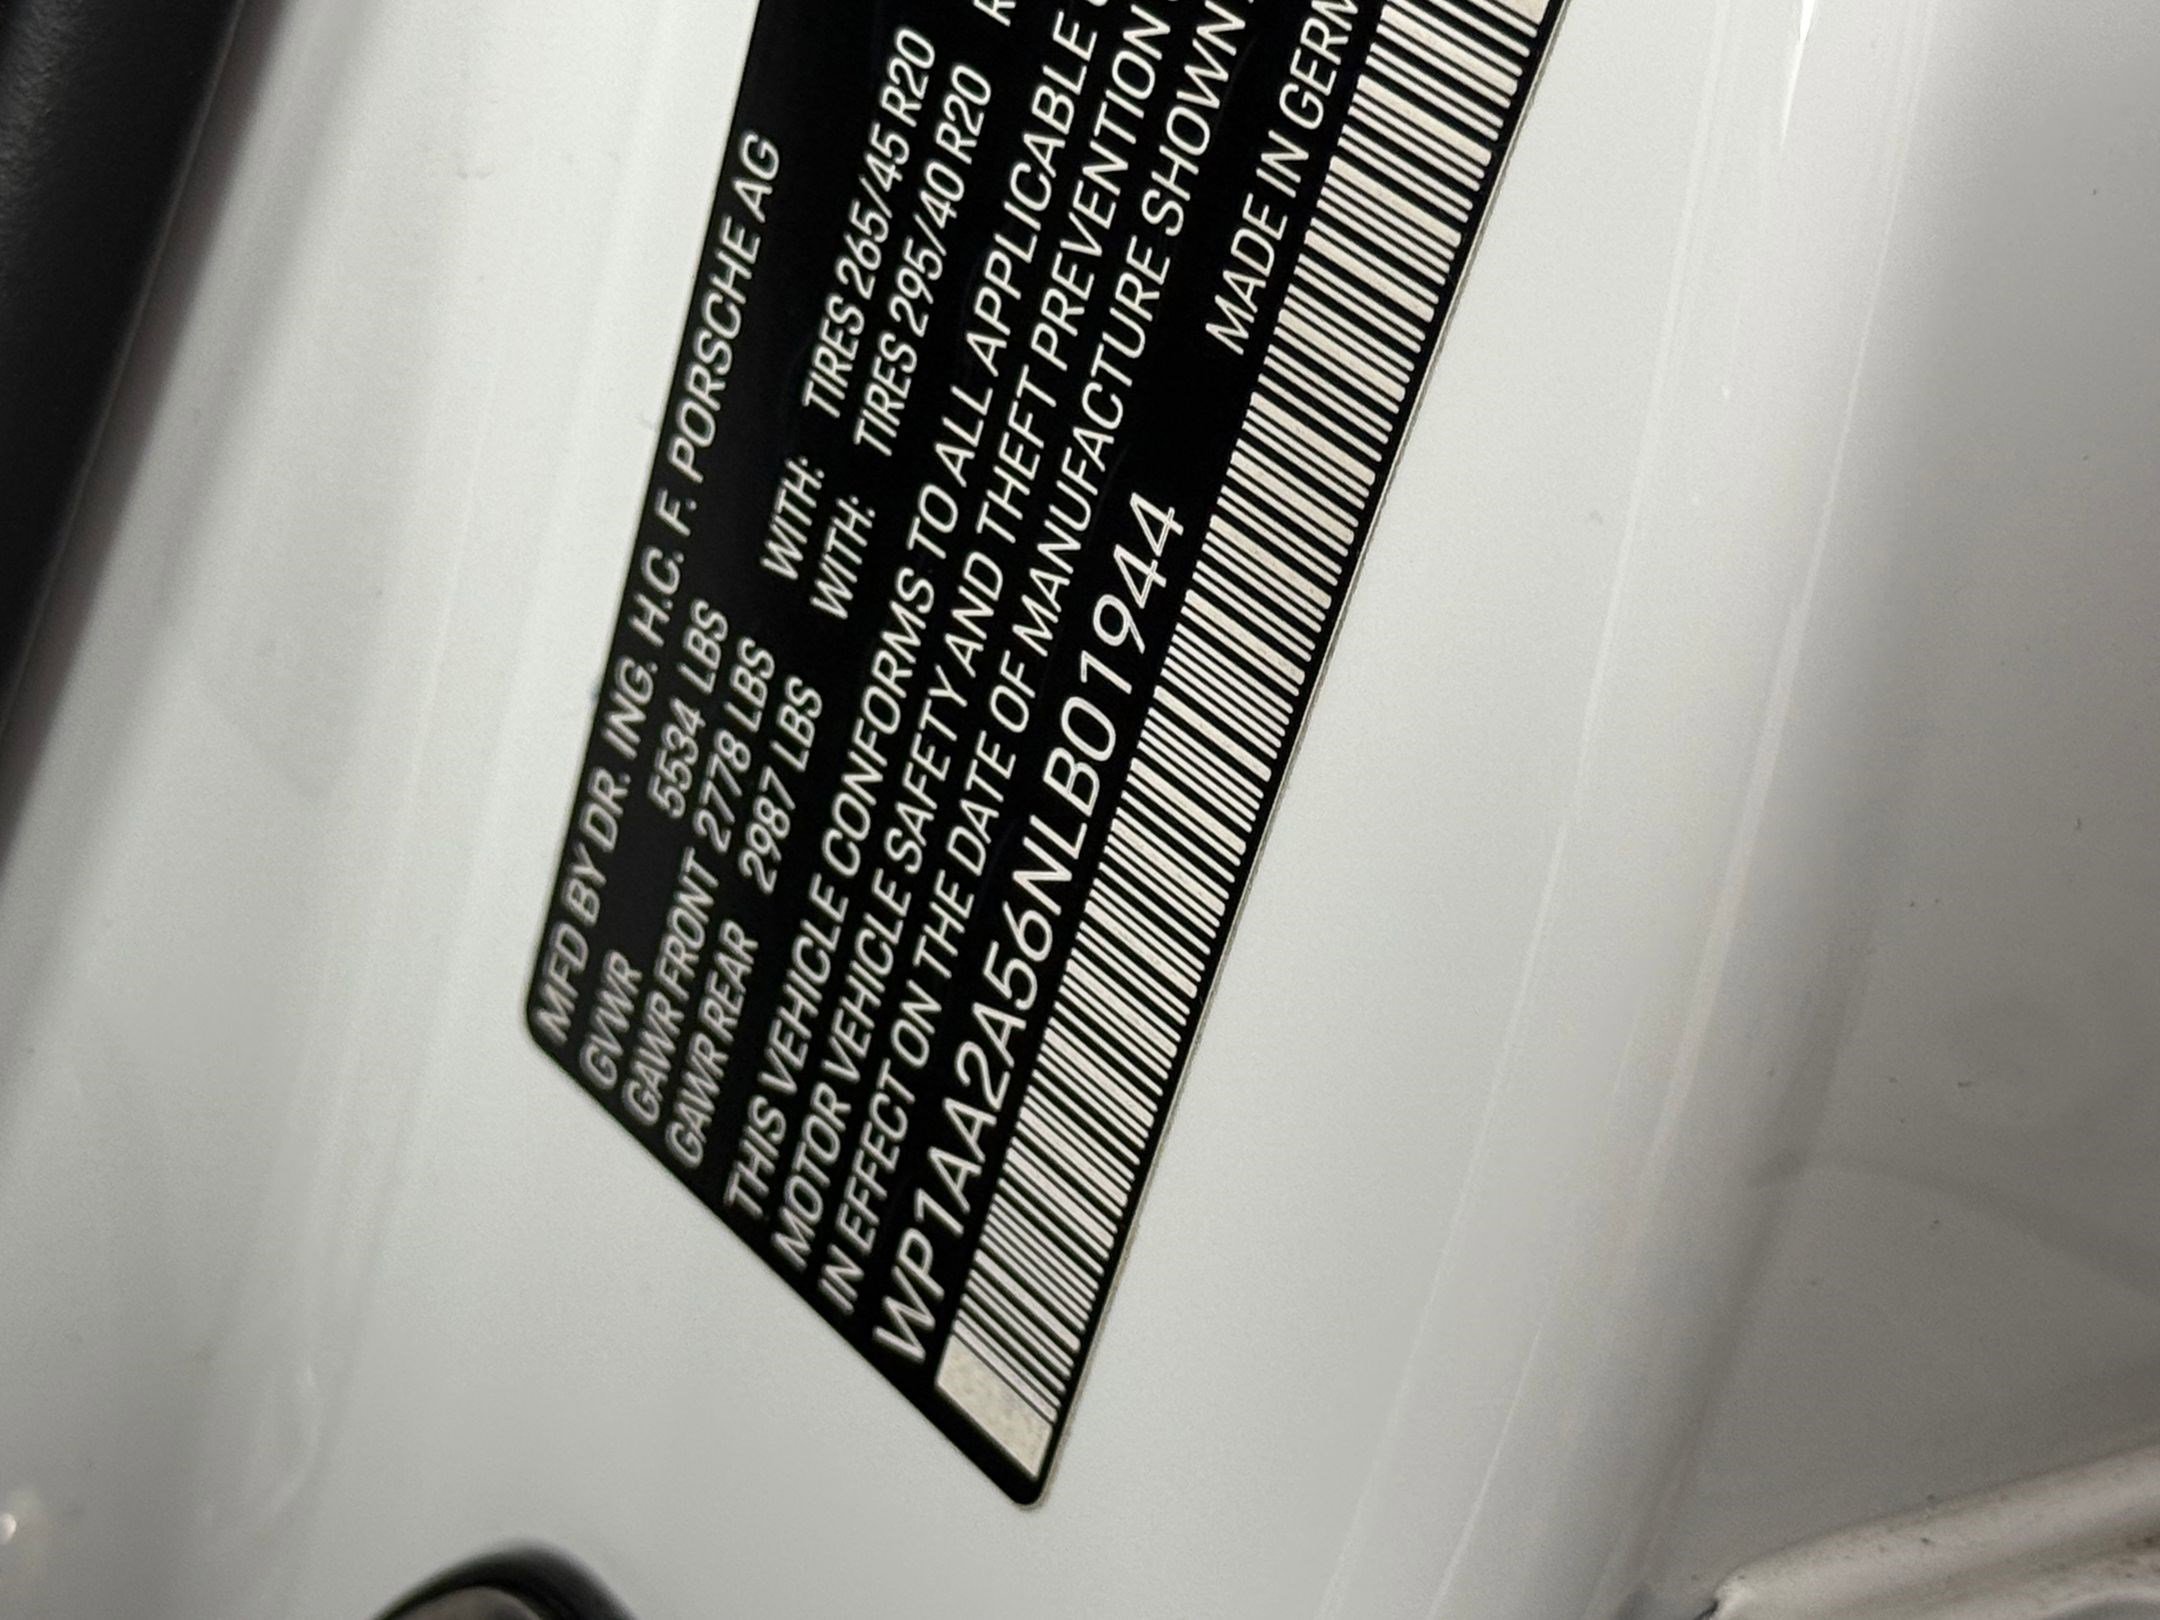 MFD BY DR. ING. H.C. F. PORSCHE AG
GVWR 5534 LBS
GAWR FRONT 2778 LBS WITH: TIRES 265/45 R20
GAWR REAR 2987 LBS WITH: TIRES 295/40 R20
THIS VEHICLE CONFORMS TO ALL APPLICABLE
MOTOR VEHICLE SAFETY AND THEFT PREVENTION
IN EFFECT ON THE DATE OF MANUFACTURE SHOWN
WP1AA2A56NLB01944 MADE IN GERM